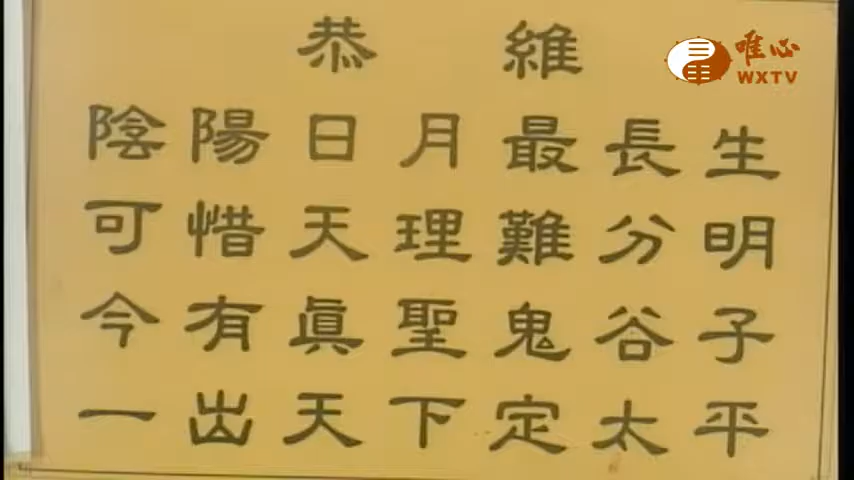 恭維
陰陽日月最長生
可惜天理難分明
今有真聖鬼谷子
一出天下定太平
唯心
WXTV